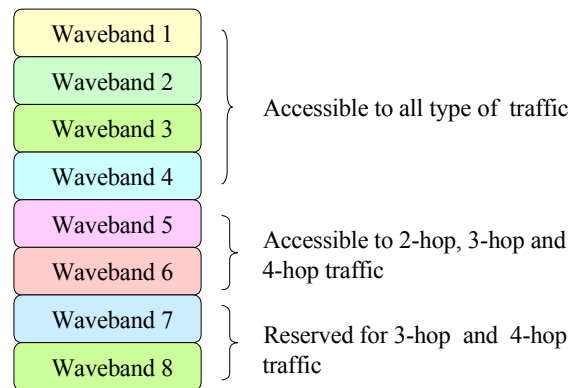 Waveband 1
Waveband 2
Waveband 3
Waveband 4
Accessible to all type of traffic
Waveband 5
Waveband 6
Accessible to 2-hop, 3-hop and
4-hop traffic
Waveband 7
Waveband 8
Reserved for 3-hop and 4-hop
traffic